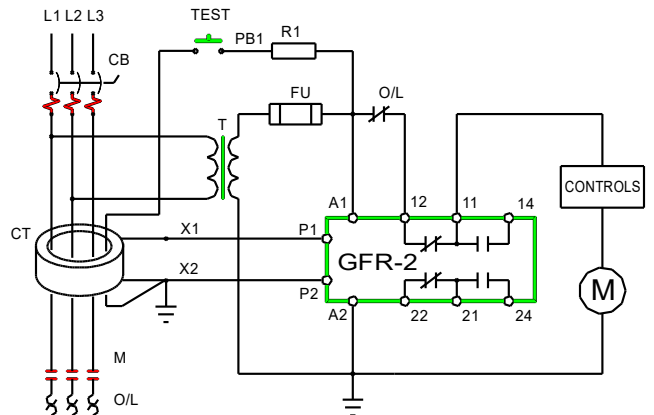 L1 L2 L3
TEST
PB1
R1
CB
FU
O/L
T
A1
12
11
14
CONTROLS
CT
X1
P1
GFR-2
X2
P2
M
A2
22
21
24
M
O/L